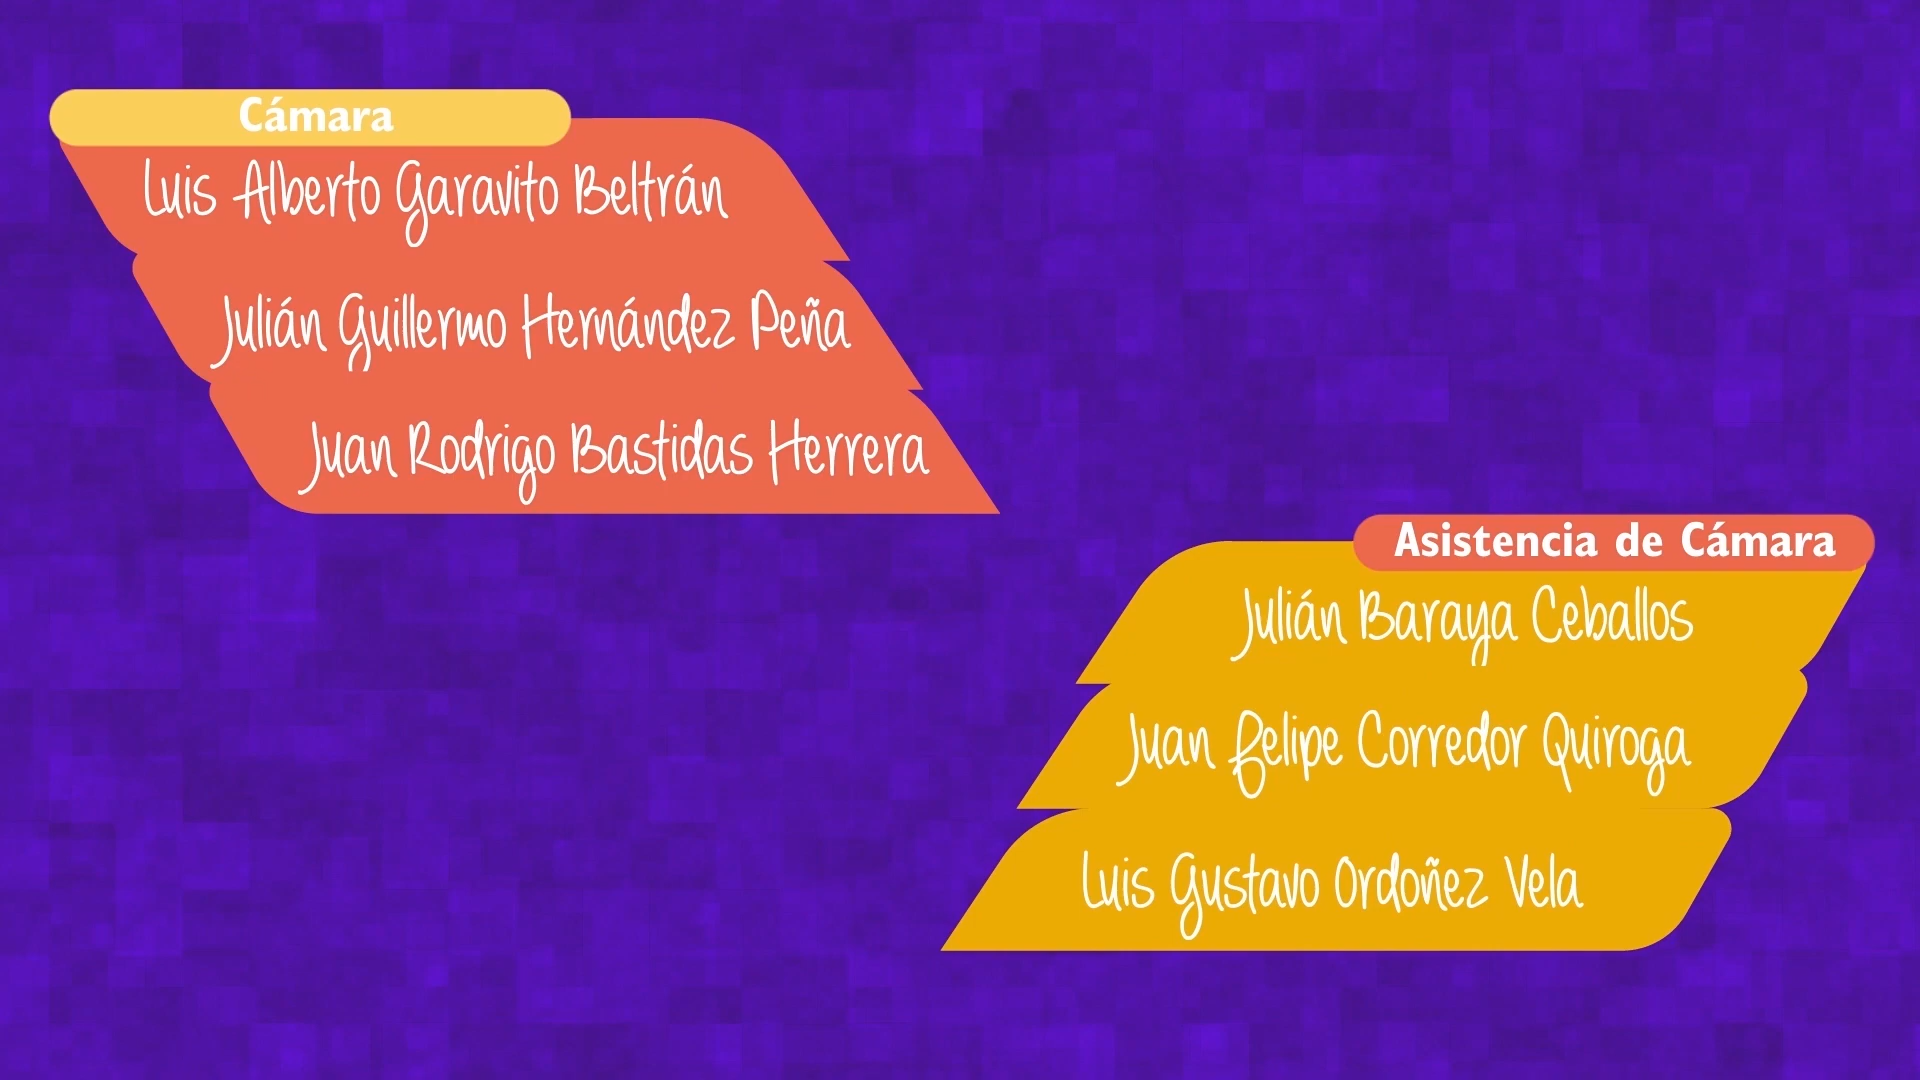 Cámara
Luis Alberto Garavito Beltrán
Julián Guillermo Hernández Peña
Juan Rodrigo Bastidas Herrera
Asistencia de Cámara
Julián Baraya Ceballos
Juan Felipe Corredor Quiroga
Luis Gustavo Ordoñez Vela